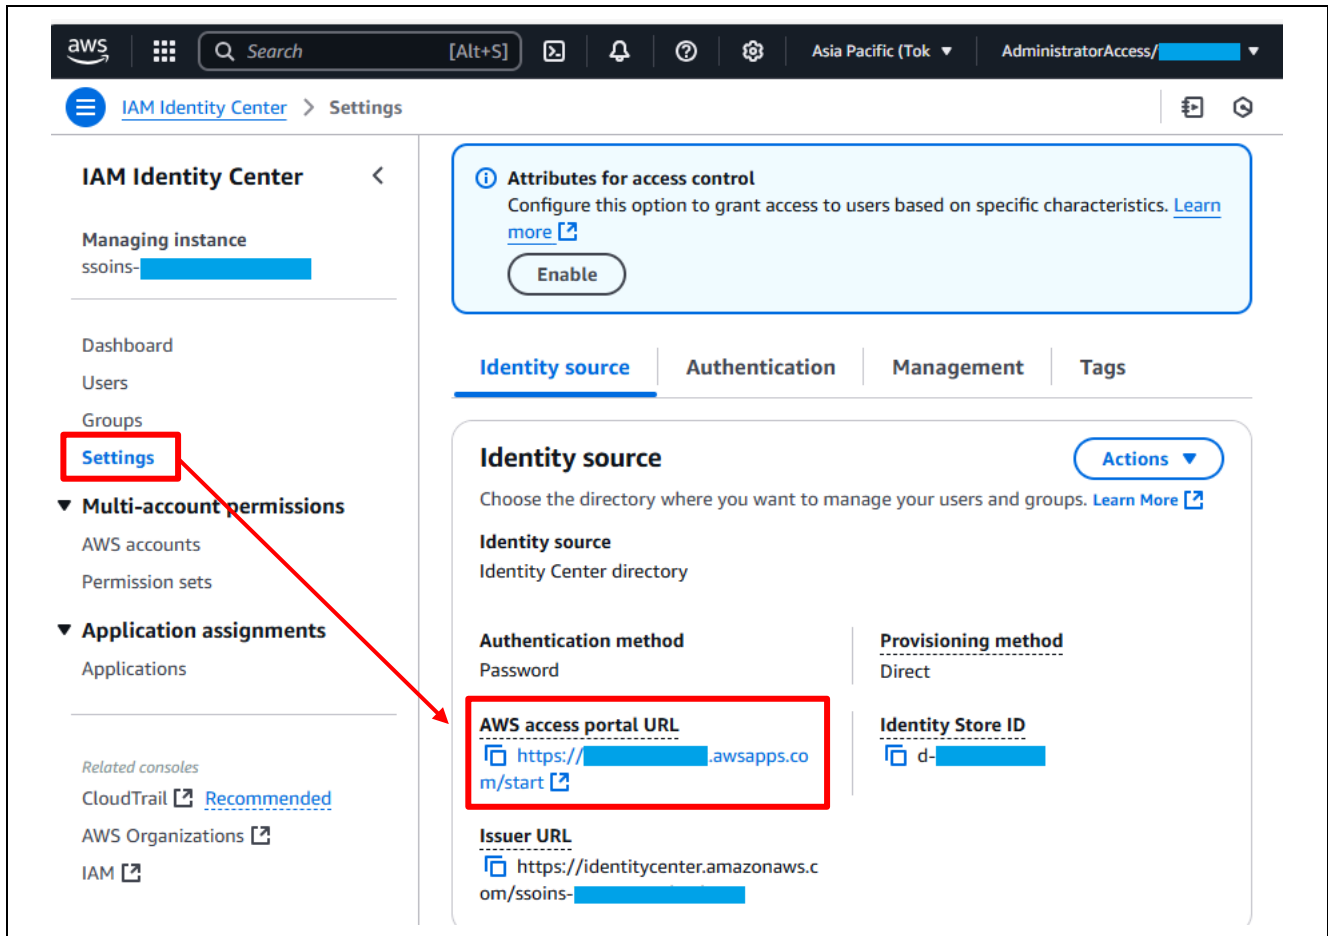 aws
Search [Alt+S]
Asia Pacific (Tok
AdministratorAccess/
IAM Identity Center > Settings
IAM Identity Center
Managing instance
ssoins-
Dashboard
Users
Groups
Settings
Multi-account permissions
AWS accounts
Permission sets
Application assignments
Applications
Related consoles
CloudTrail Recommended
AWS Organizations
IAM
Attributes for access control
Configure this option to grant access to users based on specific characteristics. Learn
more
Enable
Identity source
Authentication
Management
Tags
Identity source
Actions
Choose the directory where you want to manage your users and groups. Learn More
Identity source
Identity Center directory
Authentication method
Password
Provisioning method
Direct
AWS access portal URL
https:// .awsapps.co
m/start
Identity Store ID
d-
Issuer URL
https://identitycenter.amazonaws.c
om/ssoins-